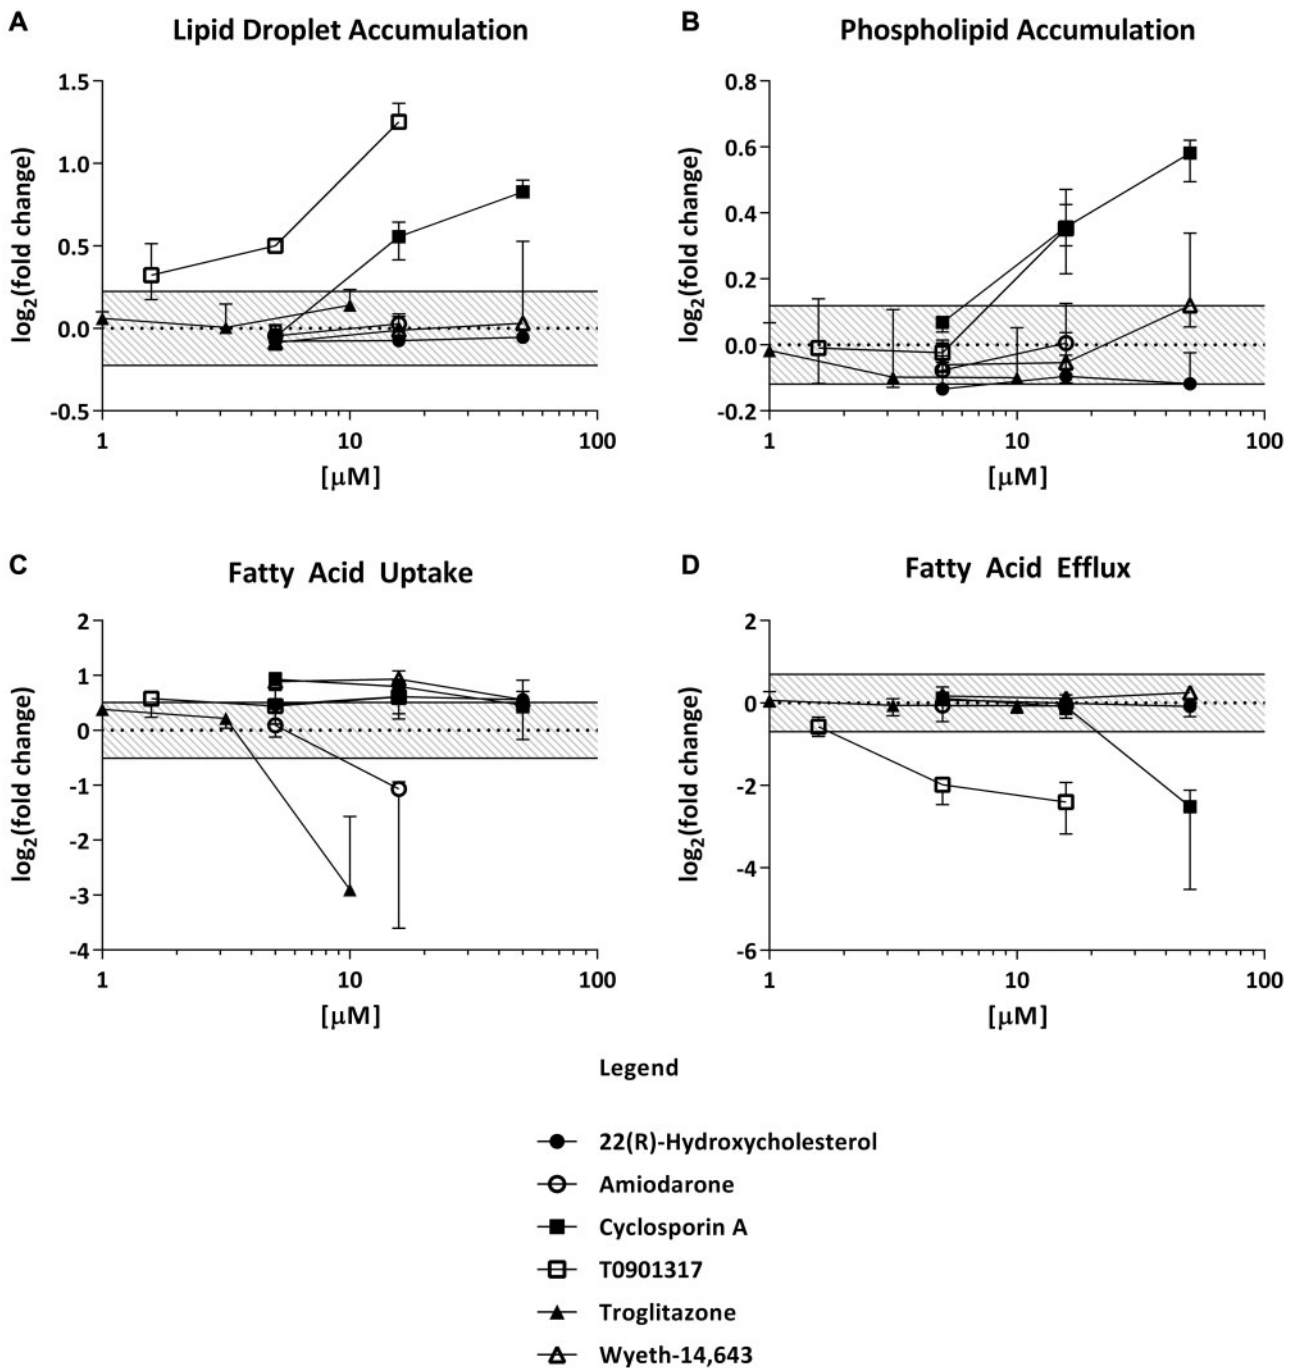 A
Lipid Droplet Accumulation
log2(fold change)
1.5
1.0
0.5
0.0
-0.5
1
10
100
[μM]
B
Phospholipid Accumulation
log2(fold change)
0.8
0.6
0.4
0.2
0.0
-0.2
1
10
100
[μM]
C
Fatty Acid Uptake
log2(fold change)
2
1
0
-1
-2
-3
-4
1
10
100
[μM]
D
Fatty Acid Efflux
log2(fold change)
2
0
-2
-4
-6
1
10
100
[μM]
Legend
22(R)-Hydroxycholesterol
Amiodarone
Cyclosporin A
T0901317
Troglitazone
Wyeth-14,643